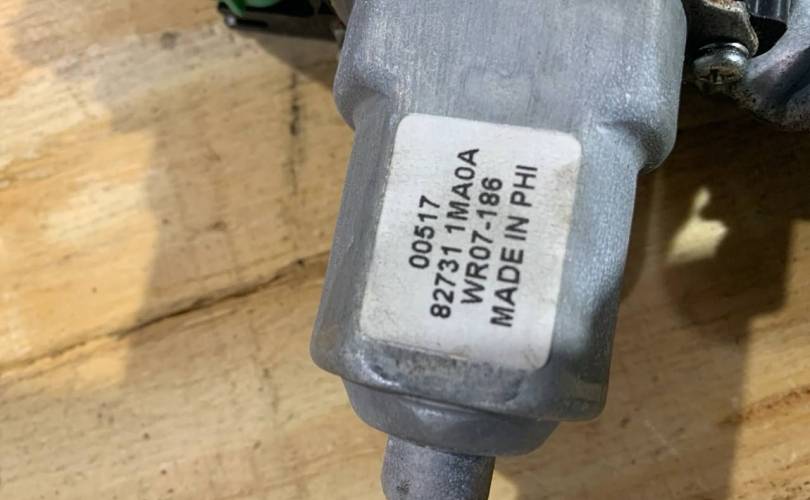 00517
82731 1MA0A
WR07-186
MADE IN PHI